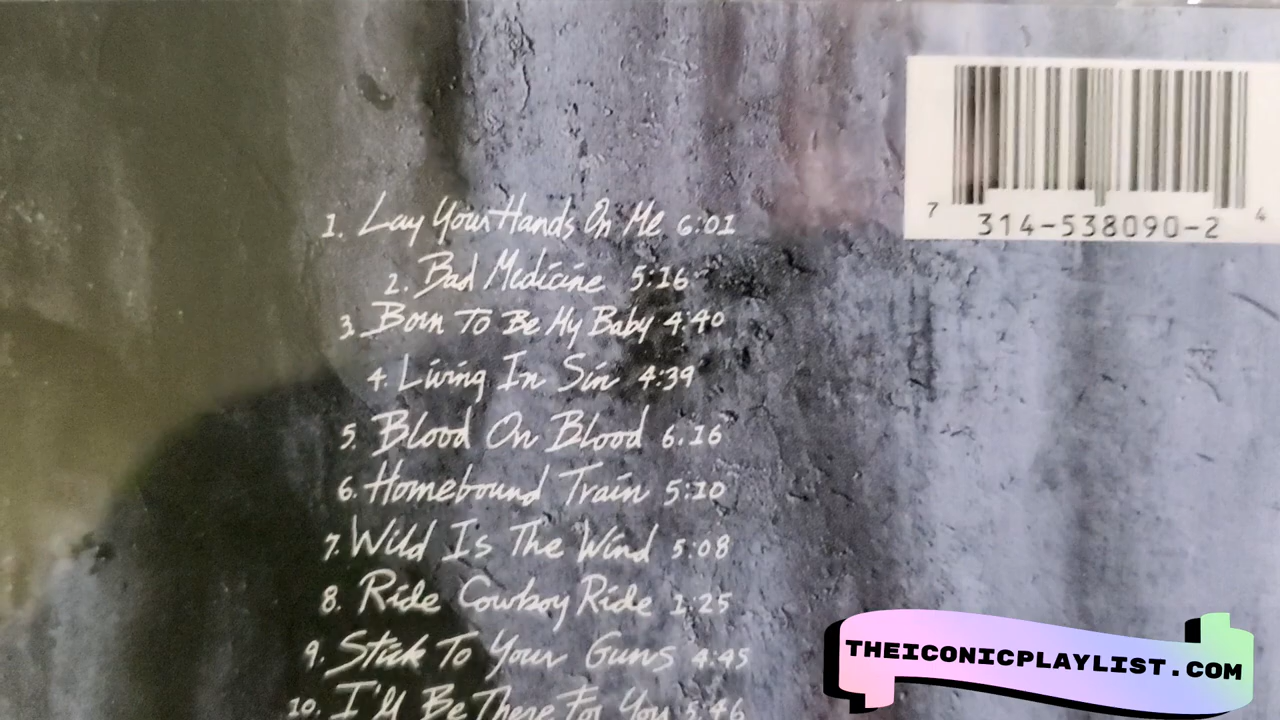 7 314-538090-2 4
1. Lay Your Hands On Me 6:01
2. Bad Medicine 5:16
3. Born To Be My Baby 4:40
4. Living In Sin 4:39
5. Blood On Blood 6.16
6. Homebound Train 5:10
7. Wild Is The Wind 5:08
8. Ride Cowboy Ride 1:25
9. Stick To Your Guns 4:45
10. I'll Be There For You 5:46
THEICONICPLAYLIST.COM